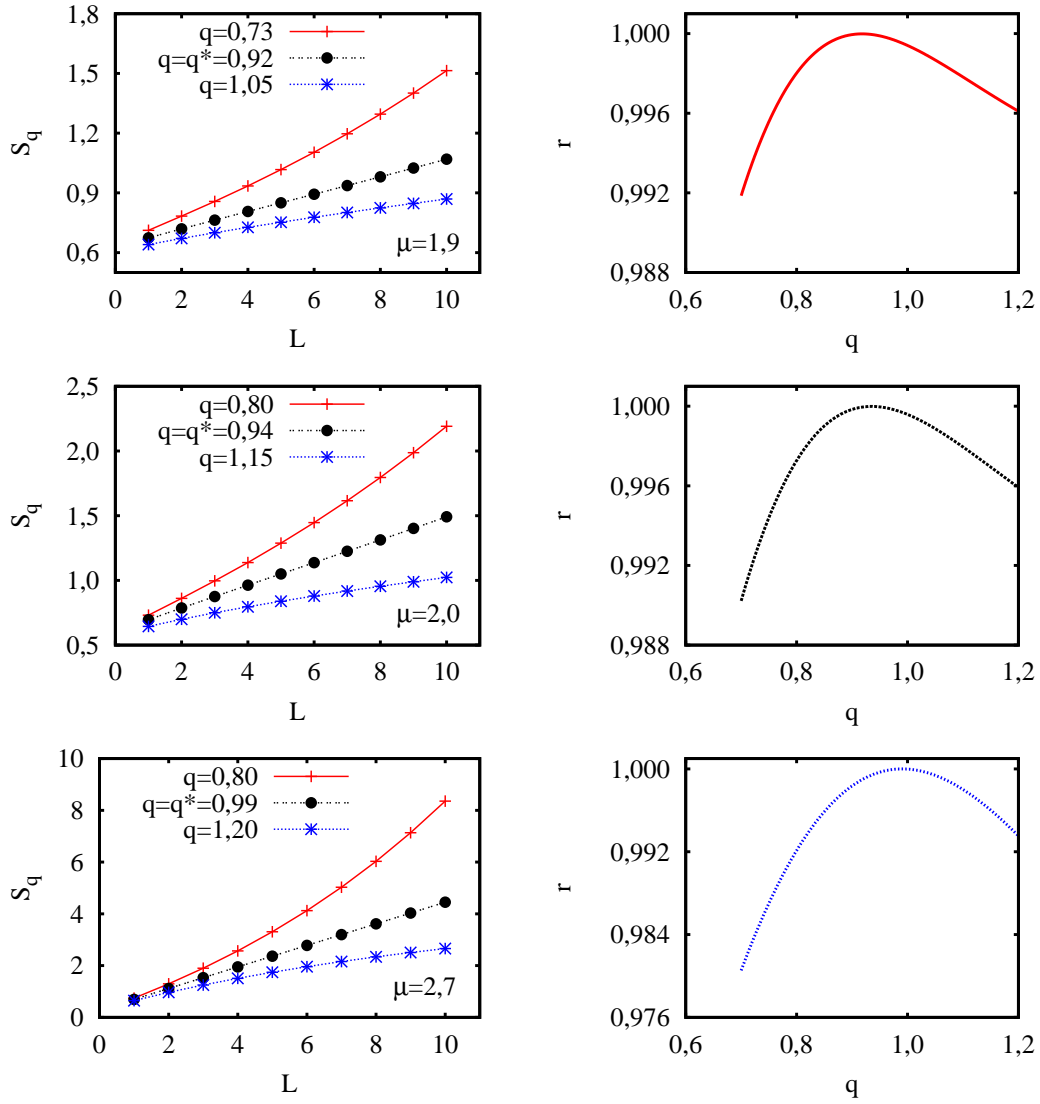 q=0,73
q=q*=0,92
q=1,05
μ=1,9
S_q
1,8
1,5
1,2
0,9
0,6
0 2 4 6 8 10
L
r
1,000
0,996
0,992
0,988
0,6 0,8 1,0 1,2
q
q=0,80
q=q*=0,94
q=1,15
μ=2,0
S_q
2,5
2,0
1,5
1,0
0,5
0 2 4 6 8 10
L
r
1,000
0,996
0,992
0,988
0,6 0,8 1,0 1,2
q
q=0,80
q=q*=0,99
q=1,20
μ=2,7
S_q
10
8
6
4
2
0
0 2 4 6 8 10
L
r
1,000
0,992
0,984
0,976
0,6 0,8 1,0 1,2
q